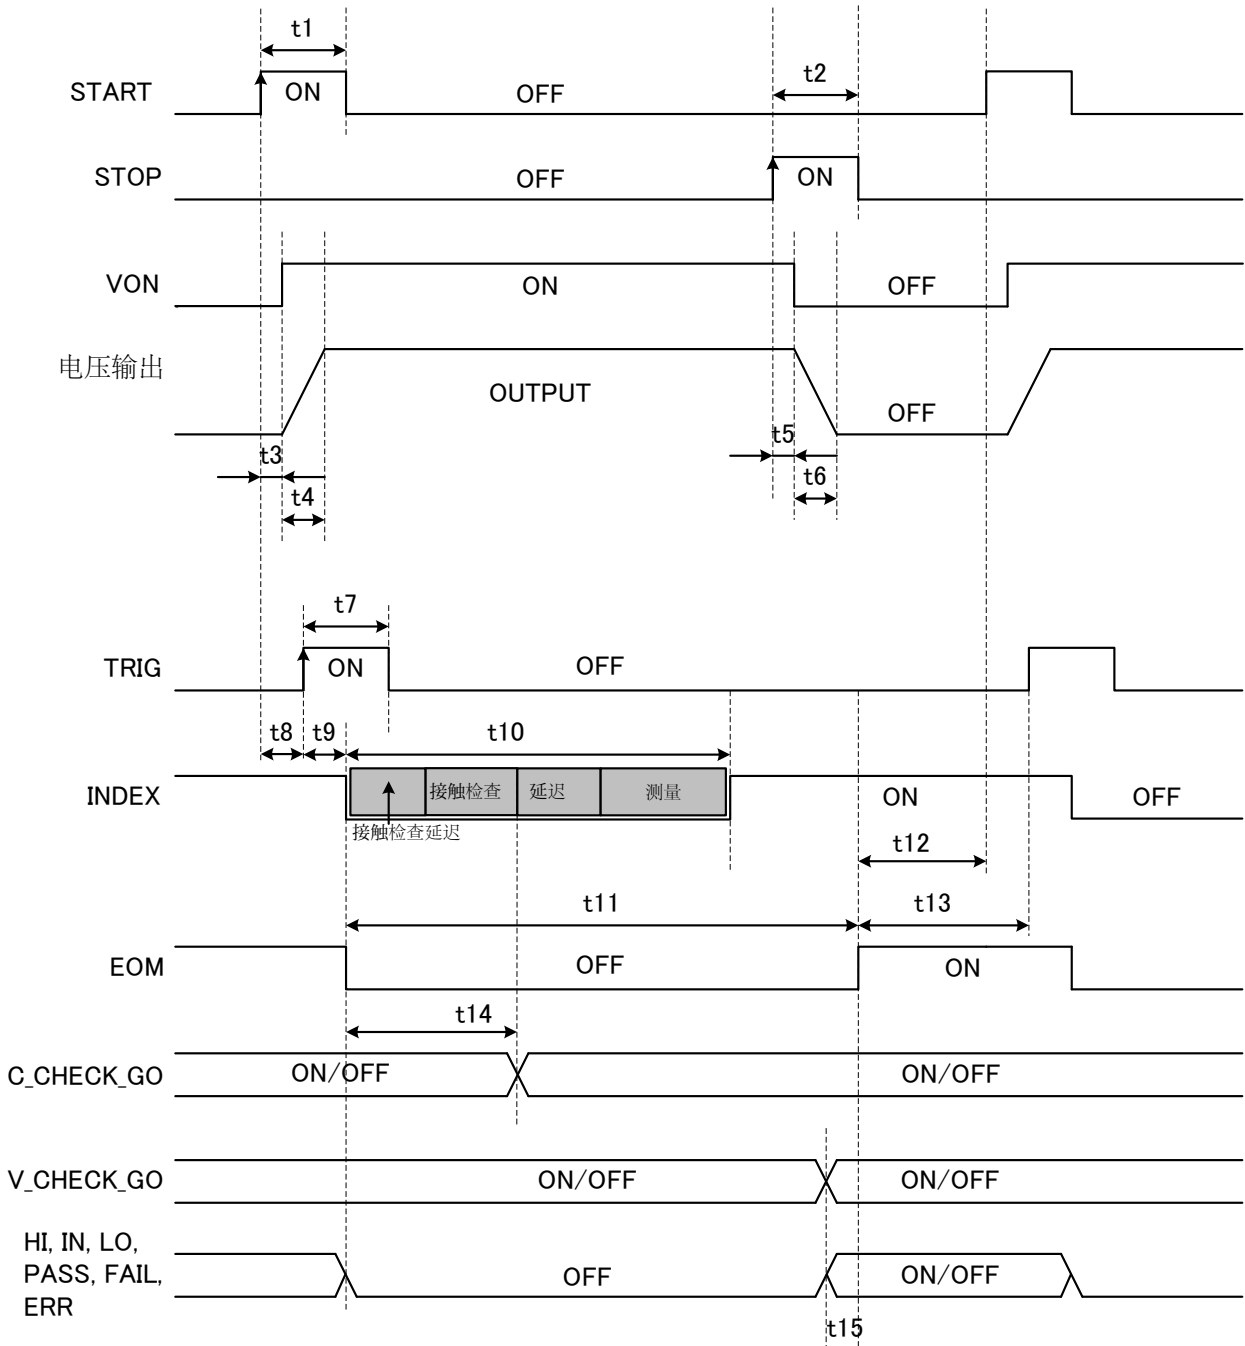 t1
START ON OFF t2
STOP OFF ON
VON ON OFF
电压输出 OUTPUT OFF
t3 t5
t4 t6
t7
TRIG ON OFF
t8 t9 t10
INDEX 接触检查 延迟 测量 ON OFF
接触检查延迟
t12
t11 t13
EOM OFF ON
t14
C_CHECK_GO ON/OFF ON/OFF
V_CHECK_GO ON/OFF ON/OFF
HI, IN, LO,
PASS, FAIL, OFF ON/OFF
ERR
t15